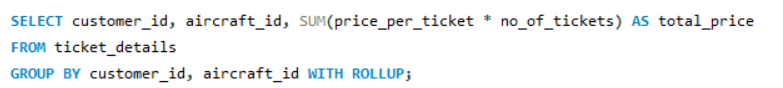 SELECT customer_id, aircraft_id, SUM(price_per_ticket * no_of_tickets) AS total_price
FROM ticket_details
GROUP BY customer_id, aircraft_id WITH ROLLUP;